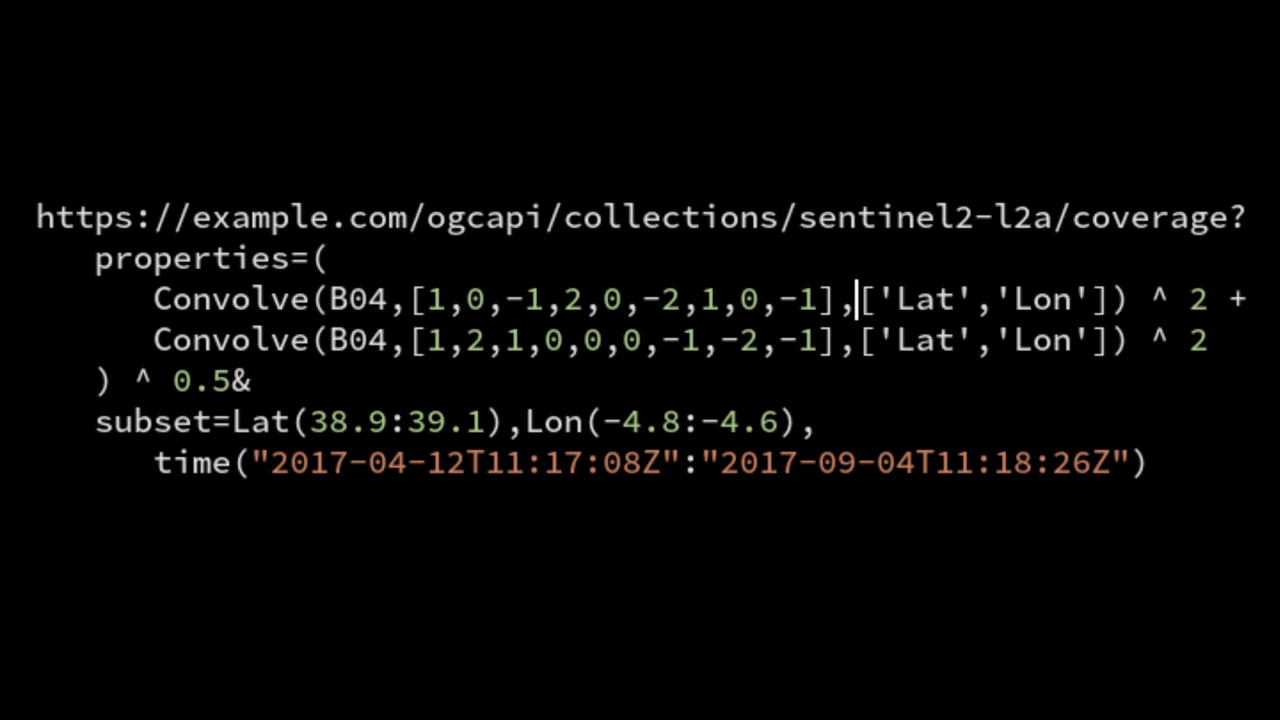 https://example.com/ogcapi/collections/sentinel2-l2a/coverage?
properties=(
Convolve(B04,[1,0,-1,2,0,-2,1,0,-1],['Lat','Lon']) ^ 2 +
Convolve(B04,[1,2,1,0,0,0,-1,-2,-1],['Lat','Lon']) ^ 2
) ^ 0.5&
subset=Lat(38.9:39.1),Lon(-4.8:-4.6),
time("2017-04-12T11:17:08Z":"2017-09-04T11:18:26Z")